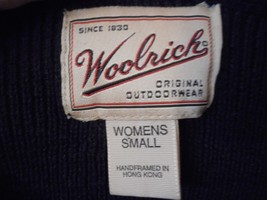 SINCE 1830
Woolrich
ORIGINAL
OUTDOORWEAR
WOMENS
SMALL
HANDFRAMED IN
HONG KONG